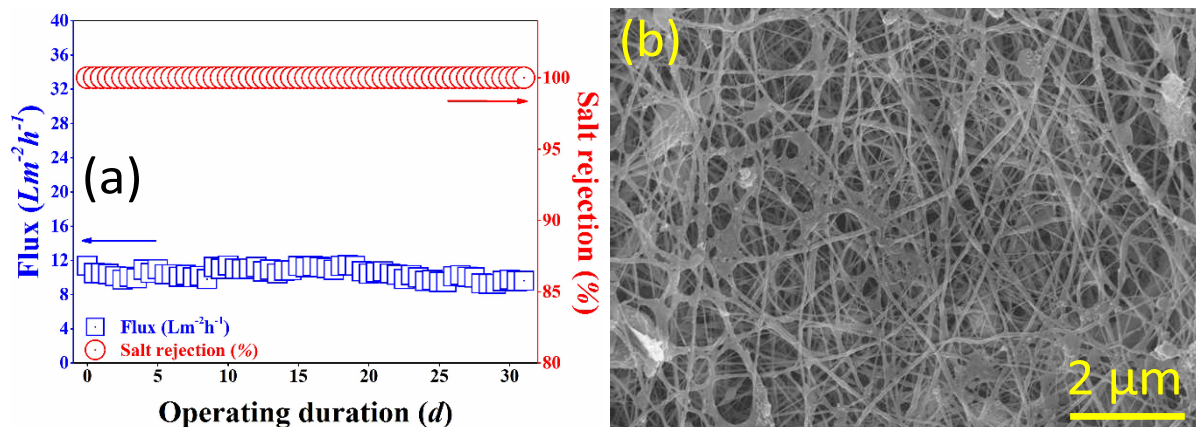 (a)
Flux (Lm⁻²h⁻¹)
40
36
32
28
24
20
16
12
8
4
0
100
95
90
85
80
Salt rejection (%)
Flux (Lm⁻²h⁻¹)
Salt rejection (%)
0 5 10 15 20 25 30
Operating duration (d)
(b)
2 μm